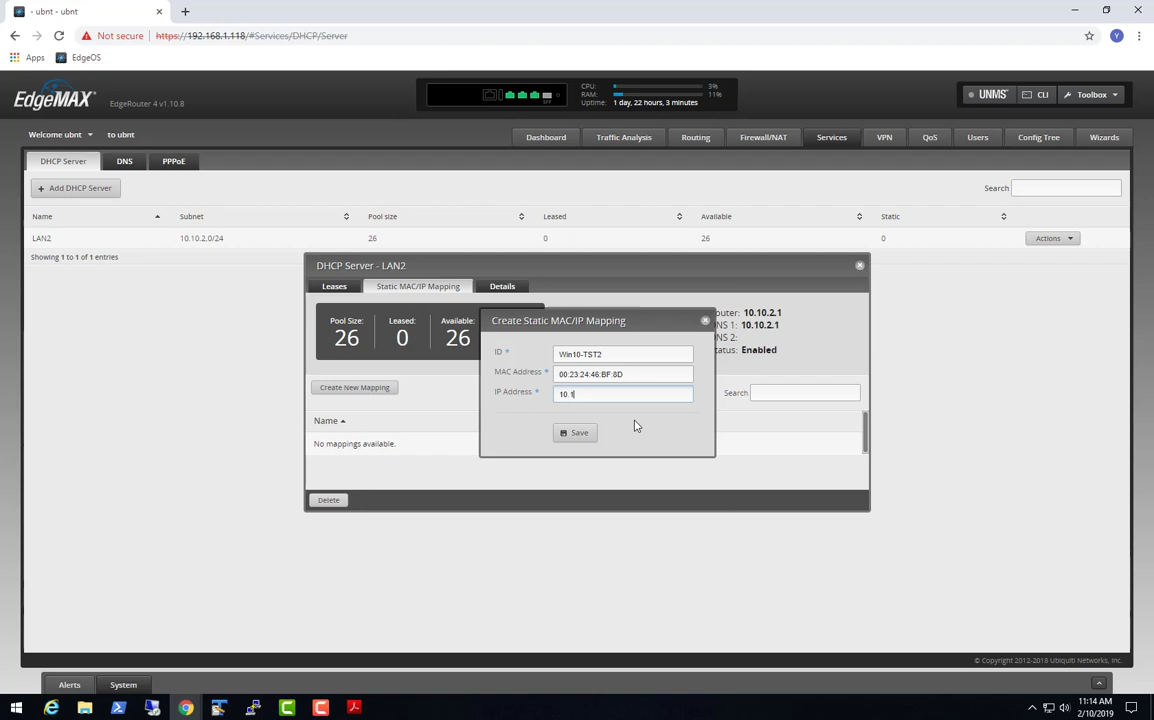 - ubnt - ubnt
Not secure | https://192.168.1.118/#Services/DHCP/Server
Y
Apps EdgeOS
EdgeMAX EdgeRouter 4 v1.10.8
SFP
CPU: 3%
RAM: 11%
Uptime: 1 day, 22 hours, 3 minutes
UNMS CLI Toolbox
Welcome ubnt to ubnt
Dashboard Traffic Analysis Routing Firewall/NAT Services VPN QoS Users Config Tree Wizards
DHCP Server DNS PPPoE
+ Add DHCP Server
Search
Name Subnet Pool size Leased Available Static
LAN2 10.10.2.0/24 26 0 26 0 Actions
Showing 1 to 1 of 1 entries
DHCP Server - LAN2
Leases Static MAC/IP Mapping Details
Pool Size: 26
Leased: 0
Available: 26
outer: 10.10.2.1
NS 1: 10.10.2.1
NS 2:
tatus: Enabled
Create New Mapping
Search
Name
No mappings available.
Delete
Create Static MAC/IP Mapping
ID * Win10-TST2
MAC Address * 00:23:24:46:BF:8D
IP Address * 10.1
Save
© Copyright 2012-2018 Ubiquiti Networks, Inc.
Alerts System
11:14 AM
2/10/2019